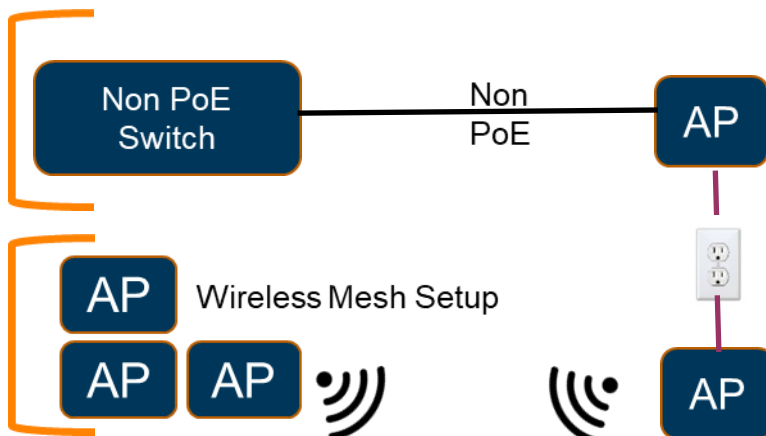 Non PoE
Switch
Non
PoE
AP
AP
Wireless Mesh Setup
AP
AP
AP